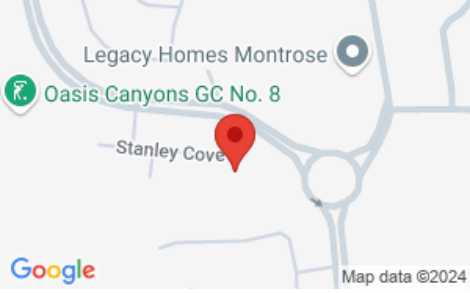 Legacy Homes Montrose
Oasis Canyons GC No. 8
Stanley Cove
Google
Map data ©2024